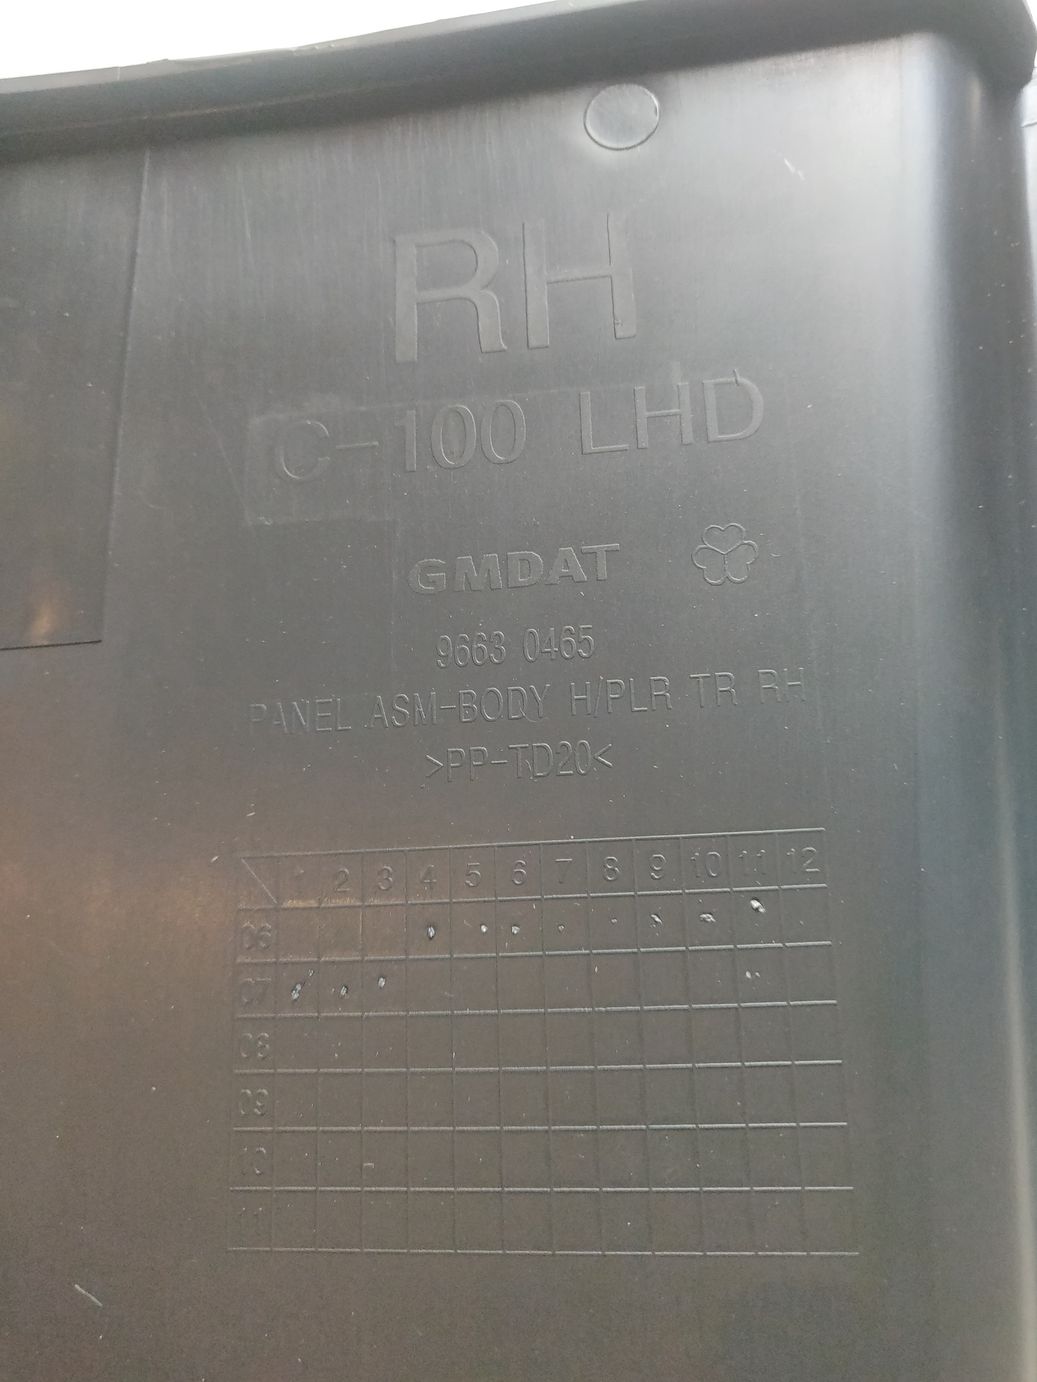 RH
C-100 LHD
GMDAT
9663 0465
PANEL ASM-BODY H/PLR TR RH
>PP-TD20<
1 2 3 4 5 6 7 8 9 10 11 12
06
07
08
09
10
11